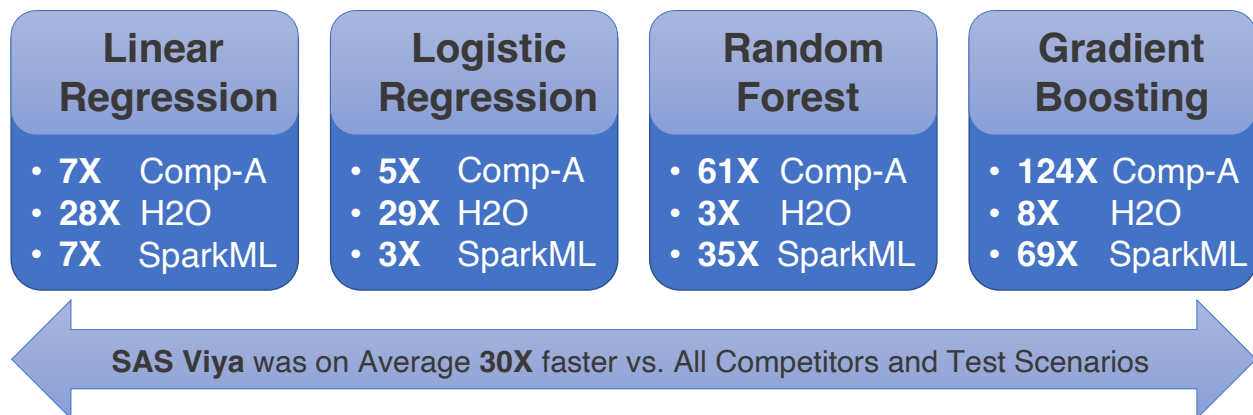 Linear
Regression
• 7X Comp-A
• 28X H2O
• 7X SparkML
Logistic
Regression
• 5X Comp-A
• 29X H2O
• 3X SparkML
Random
Forest
• 61X Comp-A
• 3X H2O
• 35X SparkML
Gradient
Boosting
• 124X Comp-A
• 8X H2O
• 69X SparkML
SAS Viya was on Average 30X faster vs. All Competitors and Test Scenarios